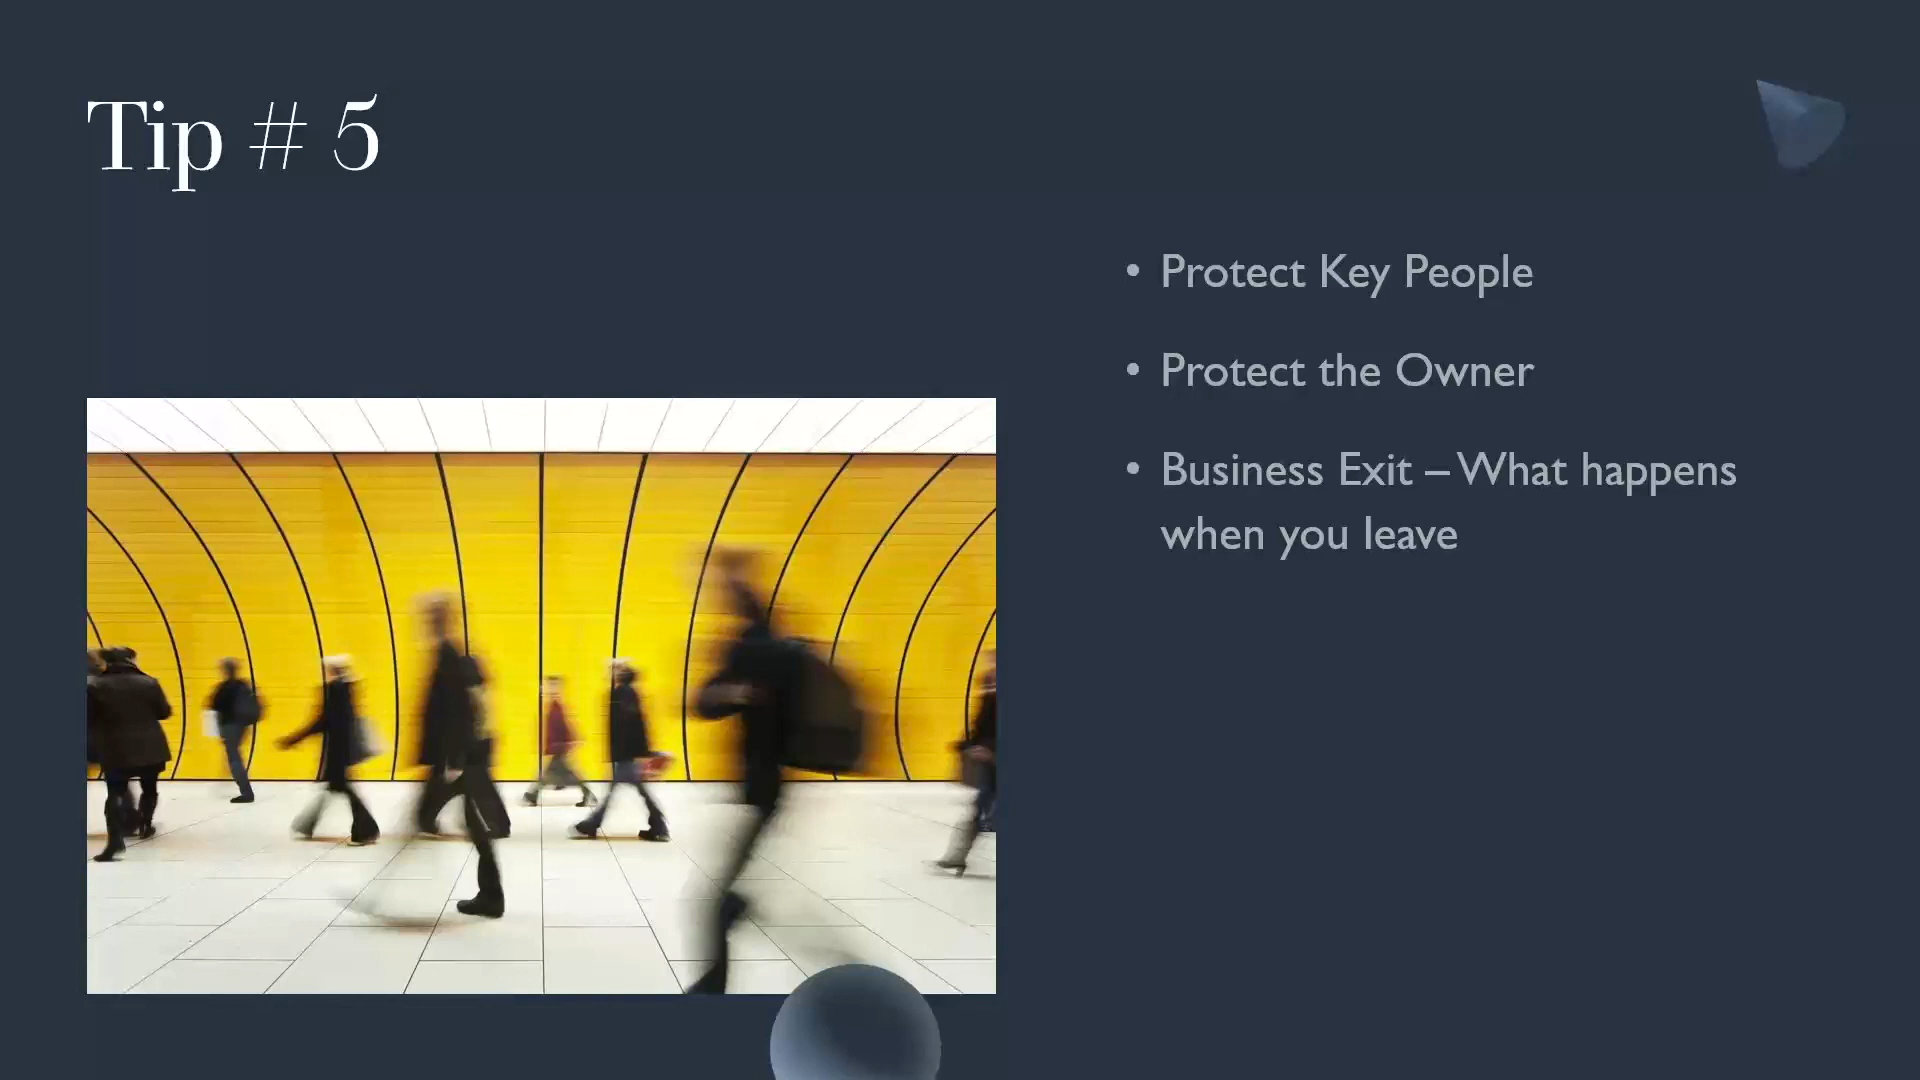 Tip # 5
• Protect Key People
• Protect the Owner
• Business Exit – What happens
when you leave